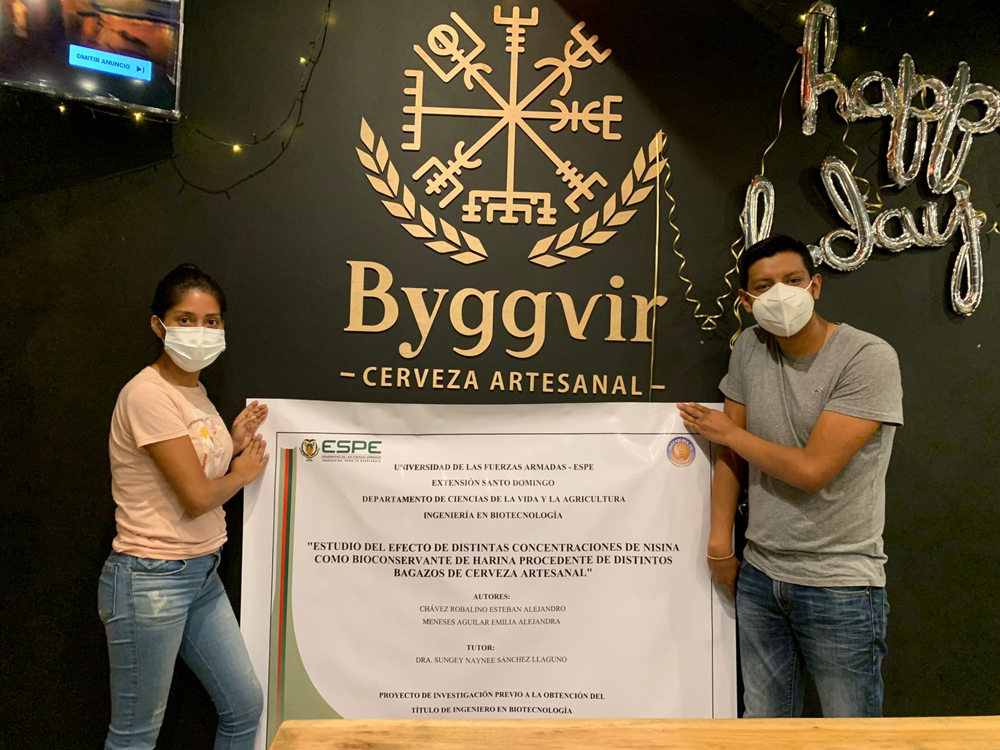 OMITIR ANUNCIO
happy
b.day
Byggvir
- CERVEZA ARTESANAL -
ESPE
UNIVERSIDAD DE LAS FUERZAS ARMADAS
INNOVACIÓN PARA LA EXCELENCIA
INGENIERÍA EN
BIOTECNOLOGÍA
UNIVERSIDAD DE LAS FUERZAS ARMADAS - ESPE
EXTENSIÓN SANTO DOMINGO
DEPARTAMENTO DE CIENCIAS DE LA VIDA Y LA AGRICULTURA
INGENIERÍA EN BIOTECNOLOGÍA
"ESTUDIO DEL EFECTO DE DISTINTAS CONCENTRACIONES DE NISINA
COMO BIOCONSERVANTE DE HARINA PROCEDENTE DE DISTINTOS
BAGAZOS DE CERVEZA ARTESANAL"
AUTORES:
CHÁVEZ ROBALINO ESTEBAN ALEJANDRO
MENESES AGUILAR EMILIA ALEJANDRA
TUTOR:
DRA. SUNGEY NAYNEE SÁNCHEZ LLAGUNO
PROYECTO DE INVESTIGACIÓN PREVIO A LA OBTENCIÓN DEL
TÍTULO DE INGENIERO EN BIOTECNOLOGÍA